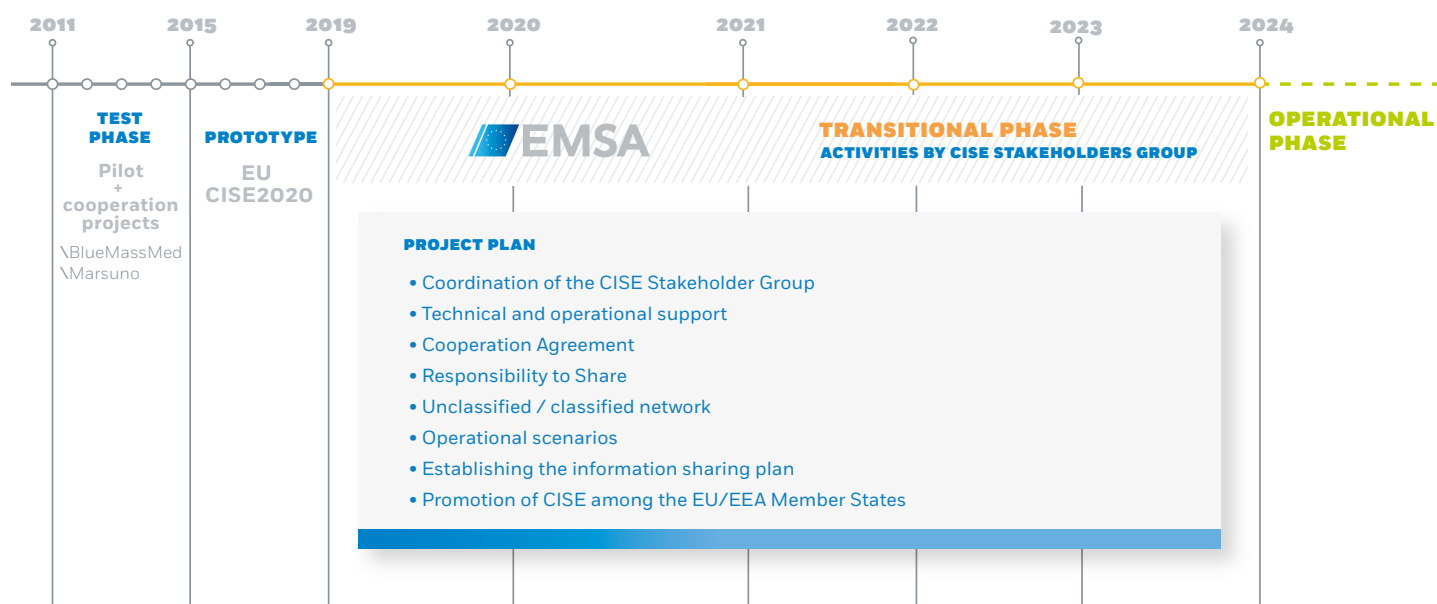 2011 2015 2019 2020 2021 2022 2023 2024
TEST
PHASE
Pilot
+
cooperation
projects
\BlueMassMed
\Marsuno
PROTOTYPE
EU
CISE2020
EMSA
TRANSITIONAL PHASE
ACTIVITIES BY CISE STAKEHOLDERS GROUP
OPERATIONAL
PHASE
PROJECT PLAN
• Coordination of the CISE Stakeholder Group
• Technical and operational support
• Cooperation Agreement
• Responsibility to Share
• Unclassified / classified network
• Operational scenarios
• Establishing the information sharing plan
• Promotion of CISE among the EU/EEA Member States